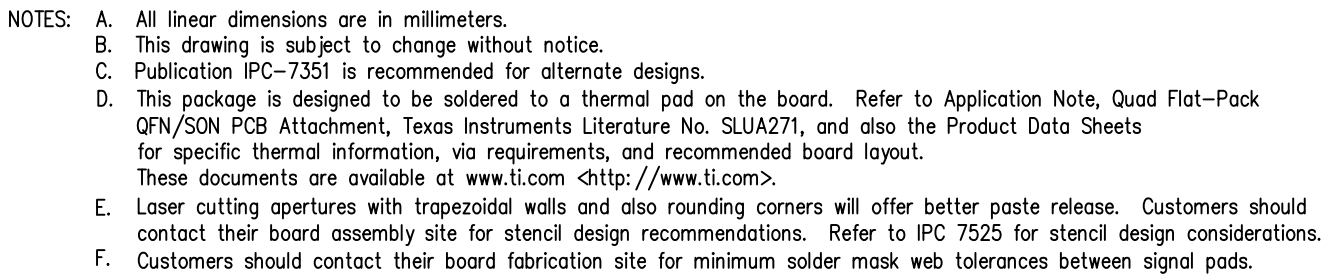 NOTES: A. All linear dimensions are in millimeters.
B. This drawing is subject to change without notice.
C. Publication IPC-7351 is recommended for alternate designs.
D. This package is designed to be soldered to a thermal pad on the board. Refer to Application Note, Quad Flat-Pack
QFN/SON PCB Attachment, Texas Instruments Literature No. SLUA271, and also the Product Data Sheets
for specific thermal information, via requirements, and recommended board layout.
These documents are available at www.ti.com <http://www.ti.com>.
E. Laser cutting apertures with trapezoidal walls and also rounding corners will offer better paste release. Customers should
contact their board assembly site for stencil design recommendations. Refer to IPC 7525 for stencil design considerations.
F. Customers should contact their board fabrication site for minimum solder mask web tolerances between signal pads.